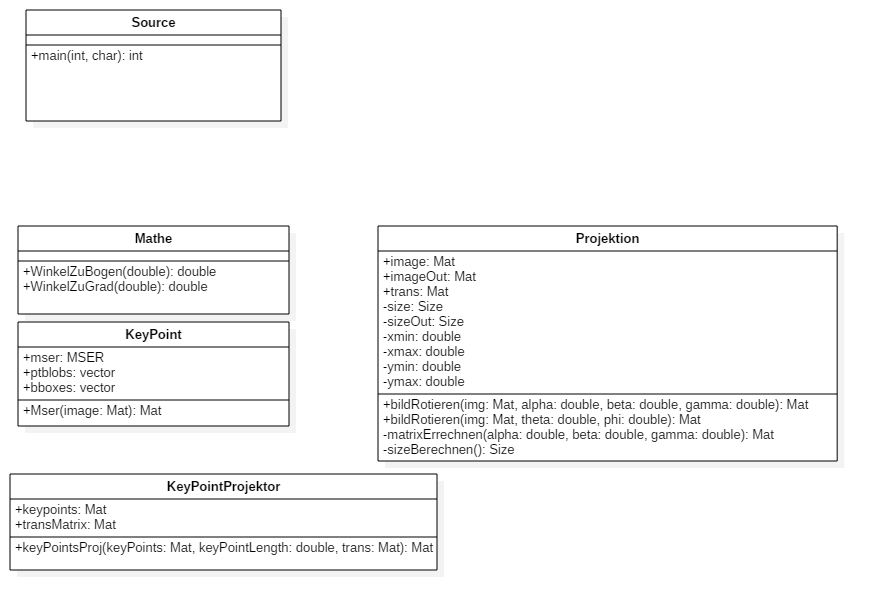 Source
+main(int, char): int
Mathe
+WinkelZuBogen(double): double
+WinkelZuGrad(double): double
KeyPoint
+mser: MSER
+ptblobs: vector
+bboxes: vector
+Mser(image: Mat): Mat
Projektion
+image: Mat
+imageOut: Mat
+trans: Mat
-size: Size
-sizeOut: Size
-xmin: double
-xmax: double
-ymin: double
-ymax: double
+bildRotieren(img: Mat, alpha: double, beta: double, gamma: double): Mat
+bildRotieren(img: Mat, theta: double, phi: double): Mat
-matrixErrechnen(alpha: double, beta: double, gamma: double): Mat
-sizeBerechnen(): Size
KeyPointProjektor
+keypoints: Mat
+transMatrix: Mat
+keyPointsProj(keyPoints: Mat, keyPointLength: double, trans: Mat): Mat